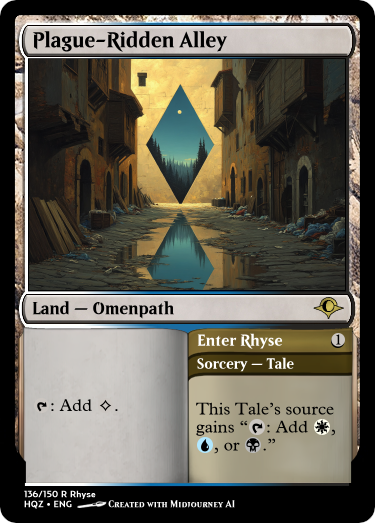 Plague-Ridden Alley
Land — Omenpath
Enter Rhyse 1
Sorcery — Tale
: Add .
This Tale's source
gains “: Add ,
, or .”
136/150 R Rhyse
HQZ • ENG Created with Midjourney AI